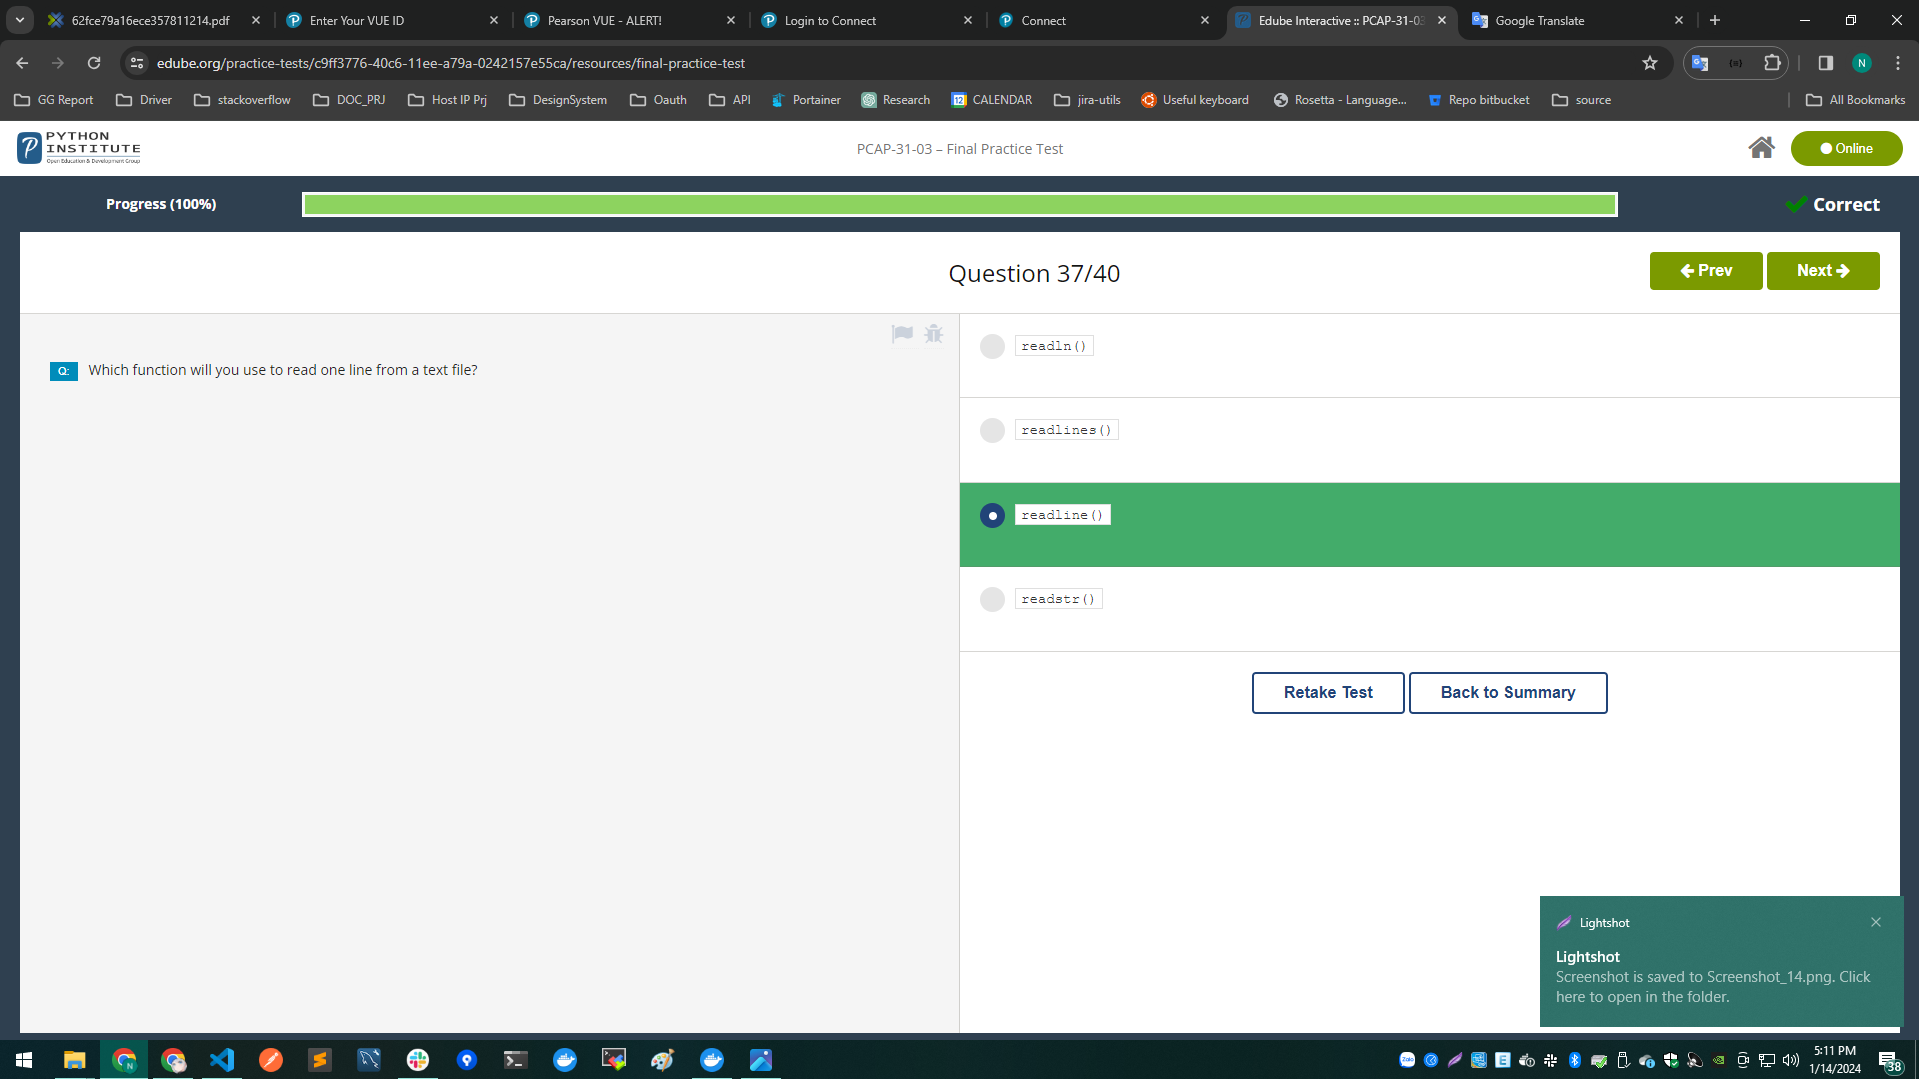 62fce79a16ece357811214.pdf
Enter Your VUE ID
Pearson VUE - ALERT!
Login to Connect
Connect
Edube Interactive :: PCAP-31-03
Google Translate
edube.org/practice-tests/c9ff3776-40c6-11ee-a79a-0242157e55ca/resources/final-practice-test
N
GG Report
Driver
stackoverflow
DOC_PRJ
Host IP Prj
DesignSystem
Oauth
API
Portainer
Research
CALENDAR
jira-utils
Useful keyboard
Rosetta - Language...
Repo bitbucket
source
All Bookmarks
PYTHON
INSTITUTE
Open Education & Development Group
PCAP-31-03 – Final Practice Test
Online
Progress (100%)
Correct
Question 37/40
Prev
Next
Q:
Which function will you use to read one line from a text file?
readln()
readlines()
readline()
readstr()
Retake Test
Back to Summary
Lightshot
Lightshot
Screenshot is saved to Screenshot_14.png. Click
here to open in the folder.
5:11 PM
1/14/2024
38